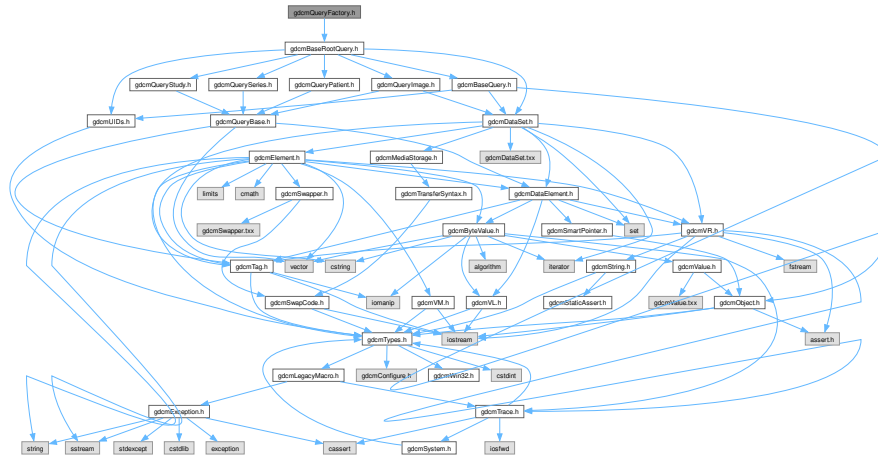 gdcmQueryFactory.h
gdcmBaseRootQuery.h
gdcmQueryStudy.h
gdcmQuerySeries.h
gdcmQueryPatient.h
gdcmQueryImage.h
gdcmBaseQuery.h
gdcmUIDs.h
gdcmQueryBase.h
gdcmDataSet.h
gdcmElement.h
gdcmMediaStorage.h
gdcmDataSet.txx
limits
cmath
gdcmSwapper.h
gdcmTransferSyntax.h
gdcmDataElement.h
gdcmSwapper.txx
gdcmByteValue.h
gdcmSmartPointer.h
set
gdcmVR.h
gdcmTag.h
vector
cstring
algorithm
iterator
gdcmString.h
gdcmValue.h
fstream
gdcmSwapCode.h
iomanip
gdcmVM.h
gdcmVL.h
gdcmStaticAssert.h
gdcmValue.txx
gdcmObject.h
gdcmTypes.h
iostream
assert.h
gdcmLegacyMacro.h
gdcmConfigure.h
gdcmWin32.h
cstdint
gdcmException.h
gdcmTrace.h
string
sstream
stdexcept
cstdlib
exception
cassert
gdcmSystem.h
iosfwd